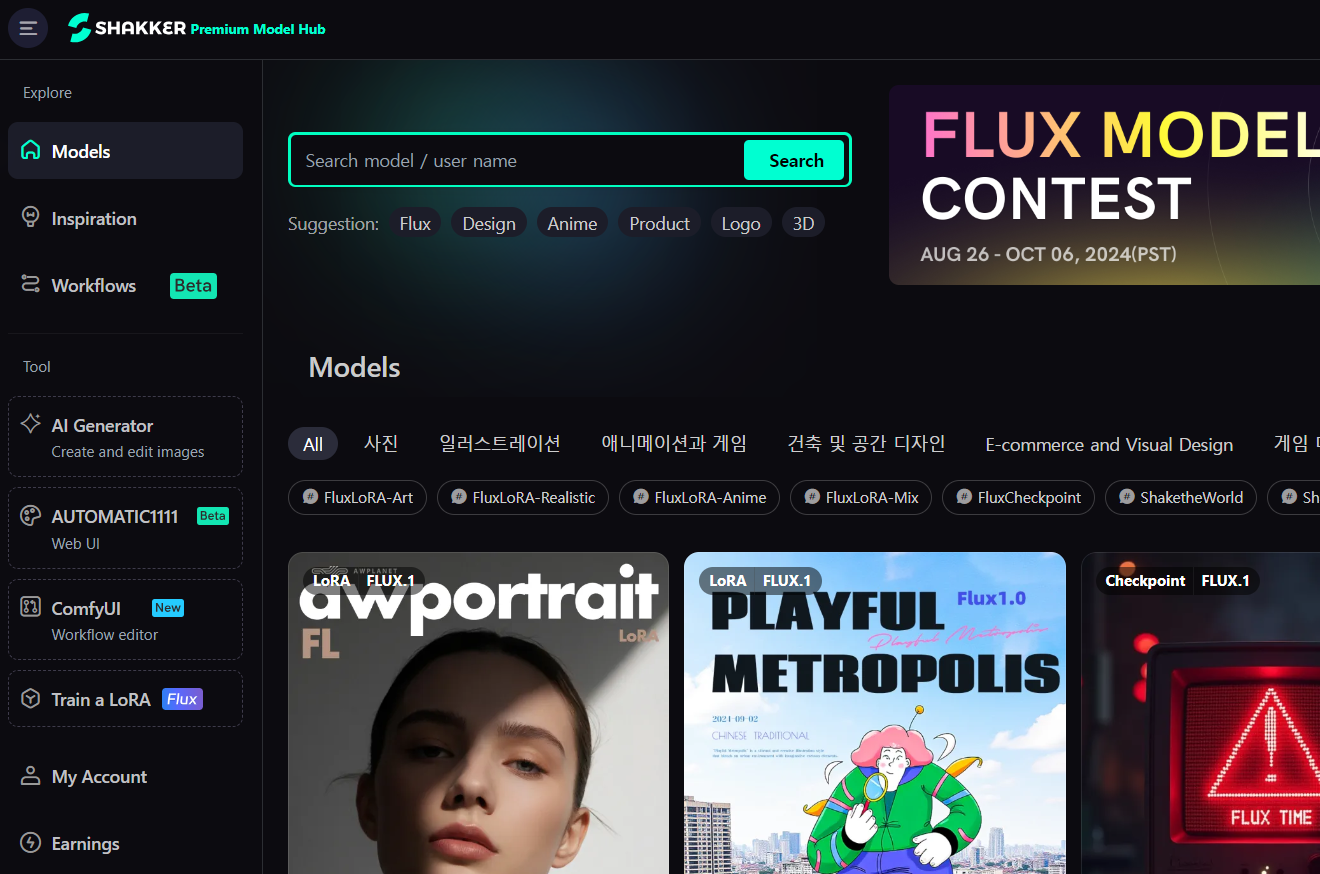 SHAKKER Premium Model Hub
Explore
Models
Inspiration
Workflows Beta
Tool
AI Generator
Create and edit images
AUTOMATIC1111 Beta
Web UI
ComfyUI New
Workflow editor
Train a LoRA Flux
My Account
Earnings
Search model / user name
Search
Suggestion: Flux Design Anime Product Logo 3D
FLUX MODEL
CONTEST
AUG 26 - OCT 06, 2024(PST)
Models
All 사진 일러스트레이션 애니메이션과 게임 건축 및 공간 디자인 E-commerce and Visual Design 게임
# FluxLoRA-Art # FluxLoRA-Realistic # FluxLoRA-Anime # FluxLoRA-Mix # FluxCheckpoint # ShaketheWorld # Sh
AWPLANET
LoRA FLUX.1
awportrait
FL
LoRA
LoRA FLUX.1
PLAYFUL
Flux1.0
Playful Metropolis
METROPOLIS
2024-09-02
CHINESE TRADITIONAL
Checkpoint FLUX.1
FLUX TIME